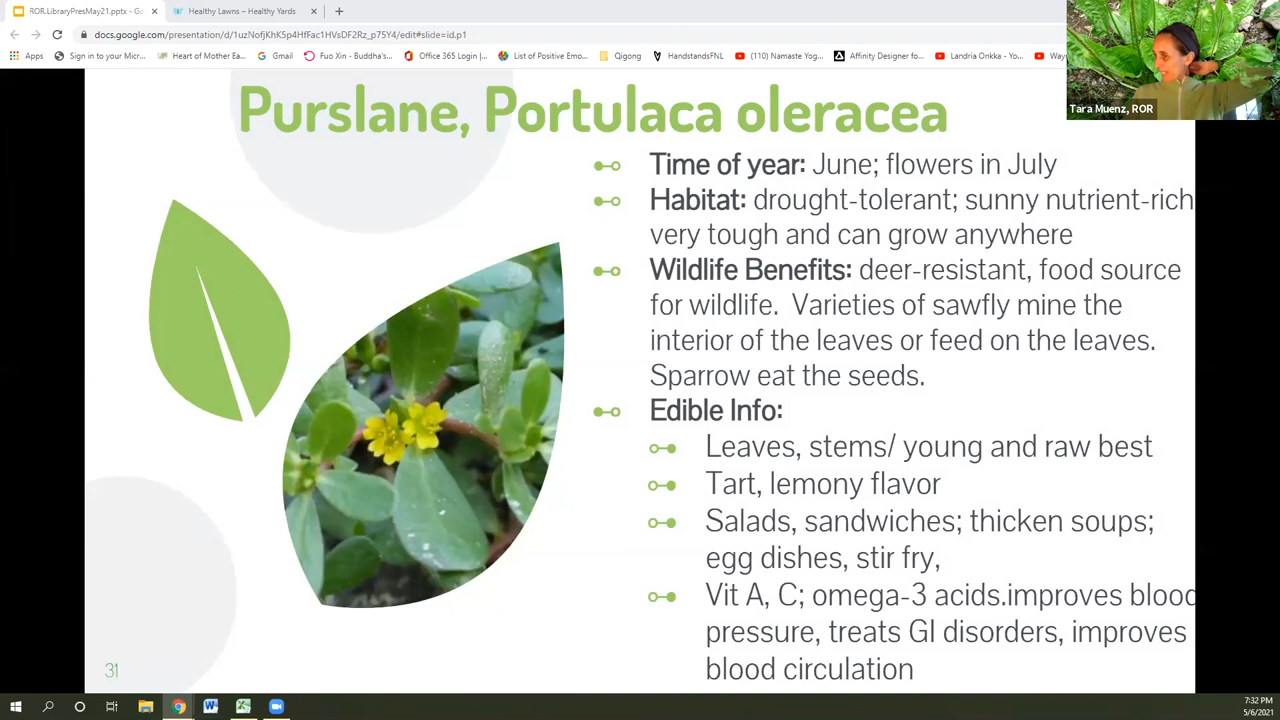 ROR.LibraryPresMay21.pptx - Go
Healthy Lawns – Healthy Yards
docs.google.com/presentation/d/1uzNofjKhK5p4HfFac1HVsDF2Rz_p75Y4/edit#slide=id.p1
Apps
Sign in to your Micr...
Heart of Mother Ea...
Gmail
Fuo Xin - Buddha's...
Office 365 Login |...
List of Positive Emo...
Qigong
HandstandsFNL
(110) Namaste Yog...
Affinity Designer fo...
Landria Onkka - Yo...
Way
Tara Muenz, ROR
Purslane, Portulaca oleracea
Time of year: June; flowers in July
Habitat: drought-tolerant; sunny nutrient-rich
very tough and can grow anywhere
Wildlife Benefits: deer-resistant, food source
for wildlife. Varieties of sawfly mine the
interior of the leaves or feed on the leaves.
Sparrow eat the seeds.
Edible Info:
Leaves, stems/ young and raw best
Tart, lemony flavor
Salads, sandwiches; thicken soups;
egg dishes, stir fry,
Vit A, C; omega-3 acids.improves blood
pressure, treats GI disorders, improves
blood circulation
31
7:32 PM
5/6/2021